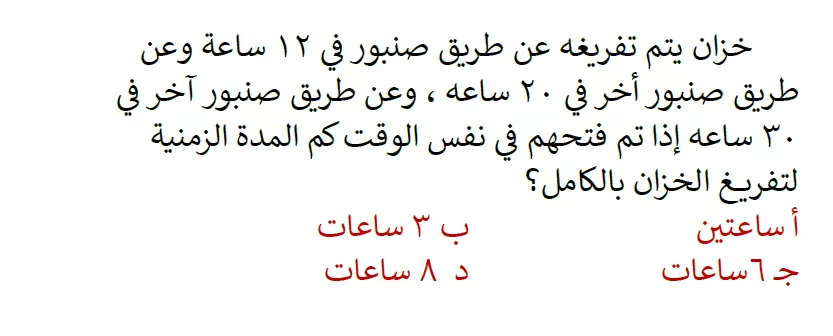 خزان يتم تفريغه عن طريق صنبور في ١٢ ساعة وعن
طريق صنبور أخر في ٢٠ ساعه ، وعن طريق صنبور آخر في
٣٠ ساعه إذا تم فتحهم في نفس الوقت كم المدة الزمنية
لتفريغ الخزان بالكامل؟
أ ساعتين ب ٣ ساعات
جـ ٦ساعات د ٨ ساعات